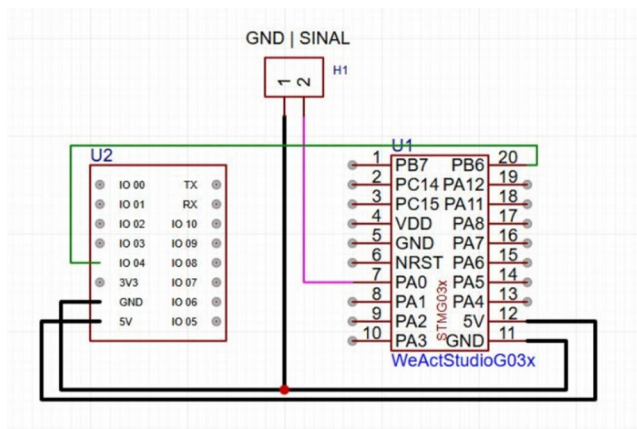 GND | SINAL
H1
1 2
U2
IO 00 TX
IO 01 RX
IO 02 IO 10
IO 03 IO 09
IO 04 IO 08
3V3 IO 07
GND IO 06
5V IO 05
U1
1 PB7 PB6 20
2 PC14 PA12 19
3 PC15 PA11 18
4 VDD PA8 17
5 GND PA7 16
6 NRST PA6 15
7 PA0 PA5 14
8 PA1 PA4 13
9 PA2 5V 12
10 PA3 GND 11
STMG03x
WeActStudioG03x